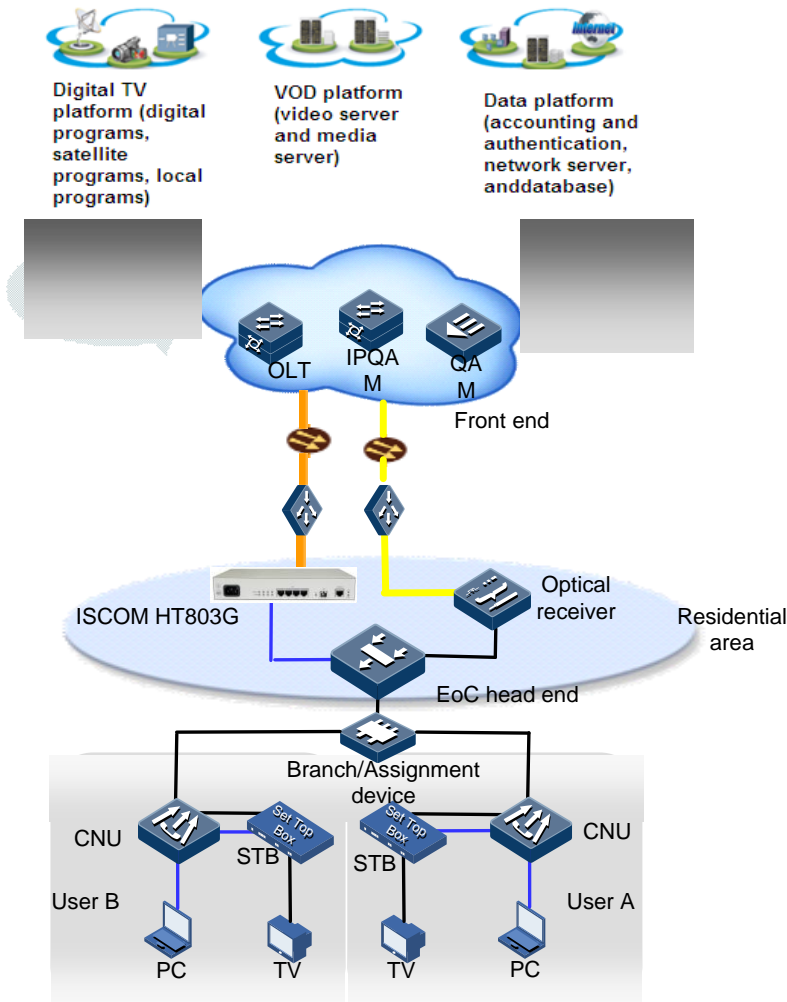 Internet
Digital TV
platform (digital
programs,
satellite
programs, local
programs)
VOD platform
(video server
and media
server)
Data platform
(accounting and
authentication,
network server,
anddatabase)
OLT
IPQA
M
QA
M
Front end
ISCOM HT803G
Optical
receiver
Residential
area
EoC head end
Branch/Assignment
device
CNU
Set Top
Box
STB
User B
PC
TV
Set Top
Box
STB
CNU
User A
TV
PC